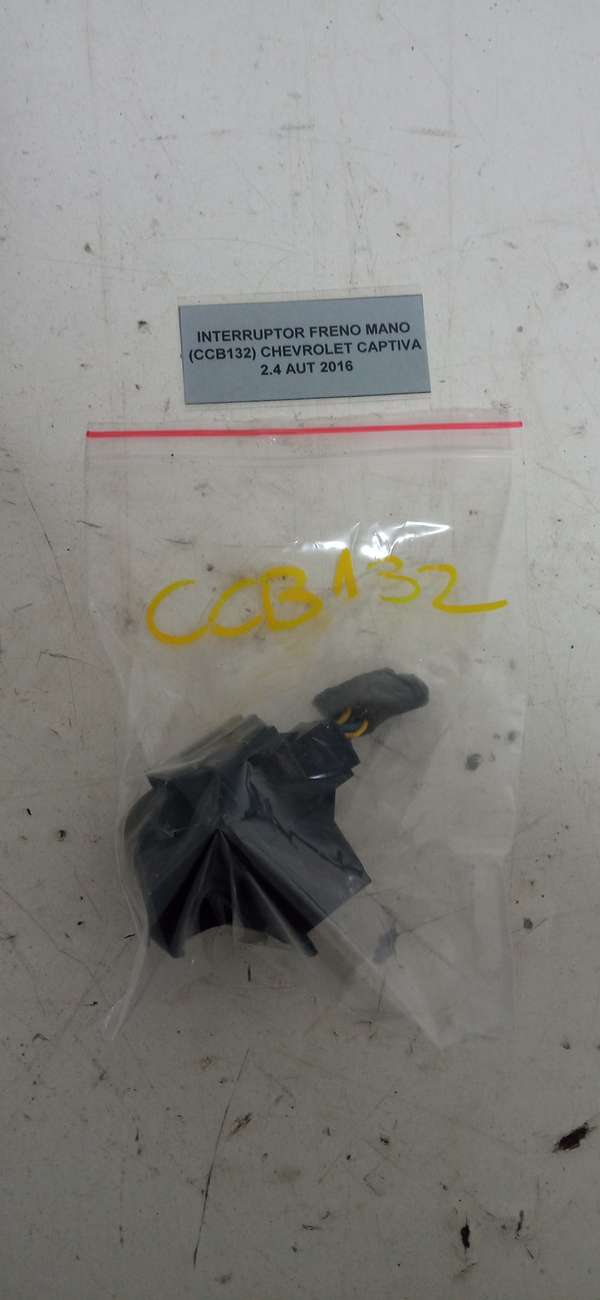 INTERRUPTOR FRENO MANO
(CCB132) CHEVROLET CAPTIVA
2.4 AUT 2016
CCB132